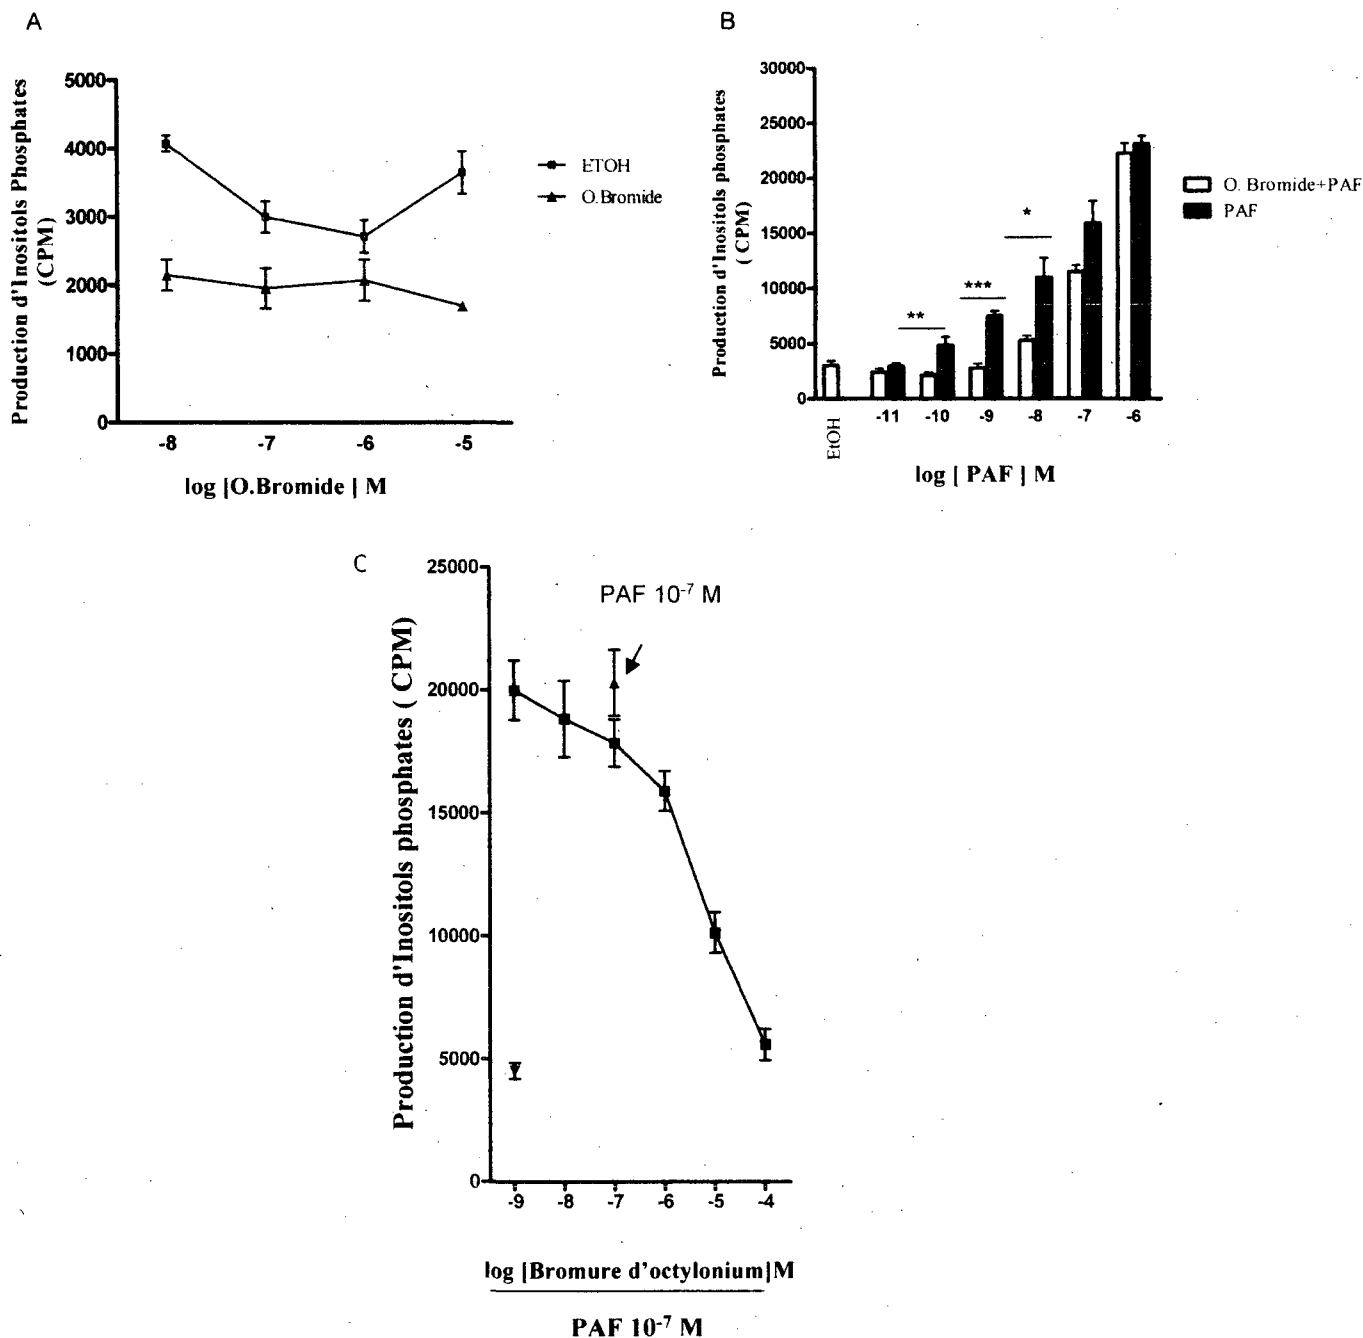 A
Production d'Inositols Phosphates
(CPM)
5000
4000
3000
2000
1000
0
-8 -7 -6 -5
log [O.Bromide ] M
ETOH
O.Bromide
B
Production d'Inositols phosphates
( CPM)
30000
25000
20000
15000
10000
5000
0
** *** *
EtOH -11 -10 -9 -8 -7 -6
log [ PAF ] M
O. Bromide+PAF
PAF
C
Production d'Inositols phosphates ( CPM)
25000
20000
15000
10000
5000
0
PAF 10⁻⁷ M
-9 -8 -7 -6 -5 -4
log [Bromure d'octylonium]M
PAF 10⁻⁷ M